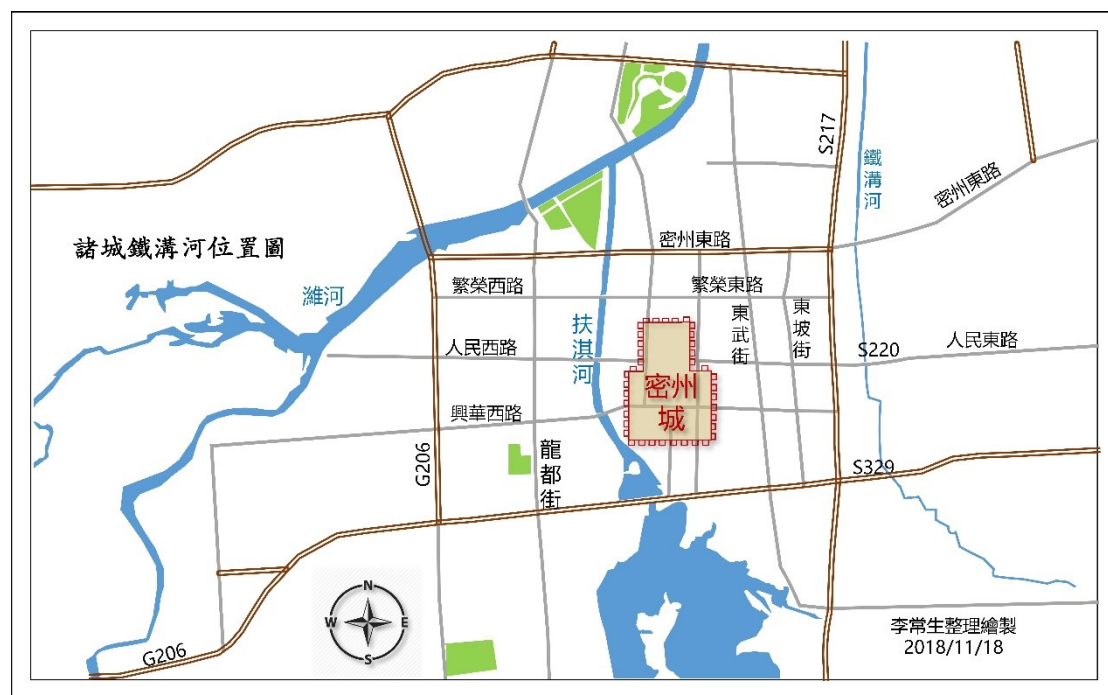 諸城鐵溝河位置圖
濰河
S217
鐵溝河
密州東路
密州東路
繁榮西路
繁榮東路
扶淇河
東武街
東坡街
人民西路
S220
人民東路
密州
城
興華西路
G206
龍都街
S329
N
W
E
S
G206
李常生整理繪製
2018/11/18